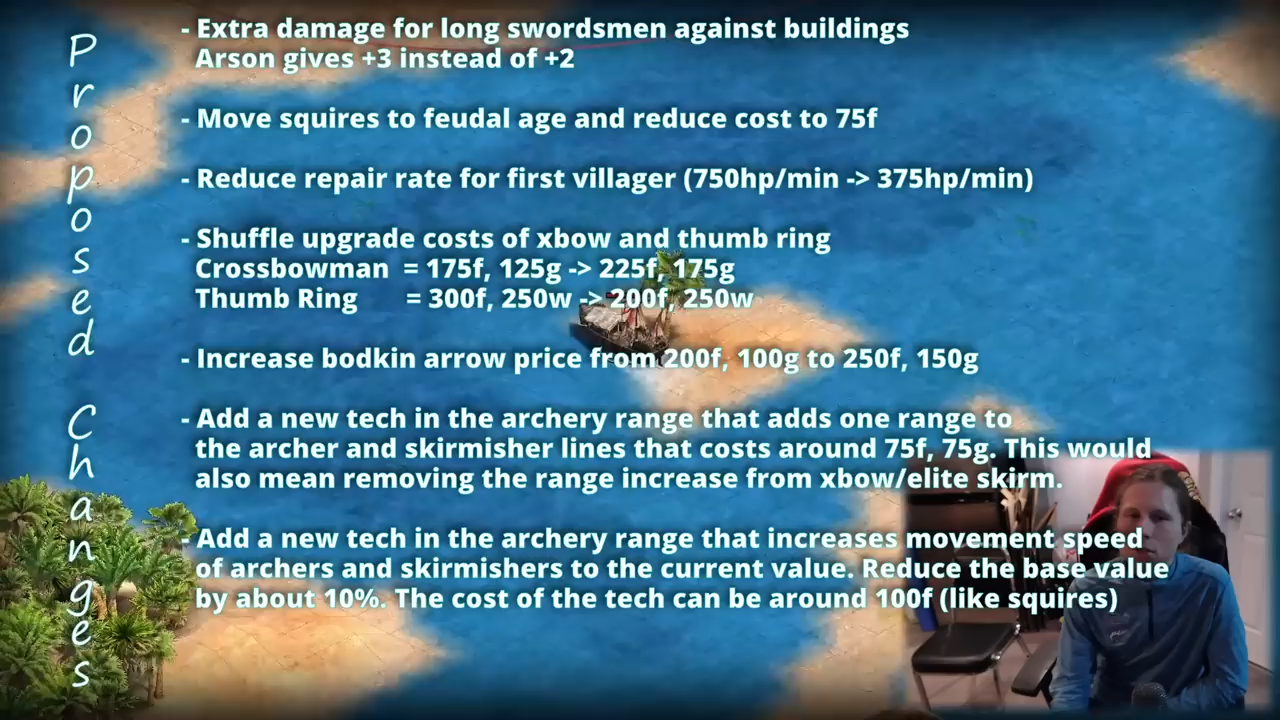 Proposed Changes
- Extra damage for long swordsmen against buildings
Arson gives +3 instead of +2
- Move squires to feudal age and reduce cost to 75f
- Reduce repair rate for first villager (750hp/min -> 375hp/min)
- Shuffle upgrade costs of xbow and thumb ring
Crossbowman = 175f, 125g -> 225f, 175g
Thumb Ring = 300f, 250w -> 200f, 250w
- Increase bodkin arrow price from 200f, 100g to 250f, 150g
- Add a new tech in the archery range that adds one range to
the archer and skirmisher lines that costs around 75f, 75g. This would
also mean removing the range increase from xbow/elite skirm.
- Add a new tech in the archery range that increases movement speed
of archers and skirmishers to the current value. Reduce the base value
by about 10%. The cost of the tech can be around 100f (like squires)